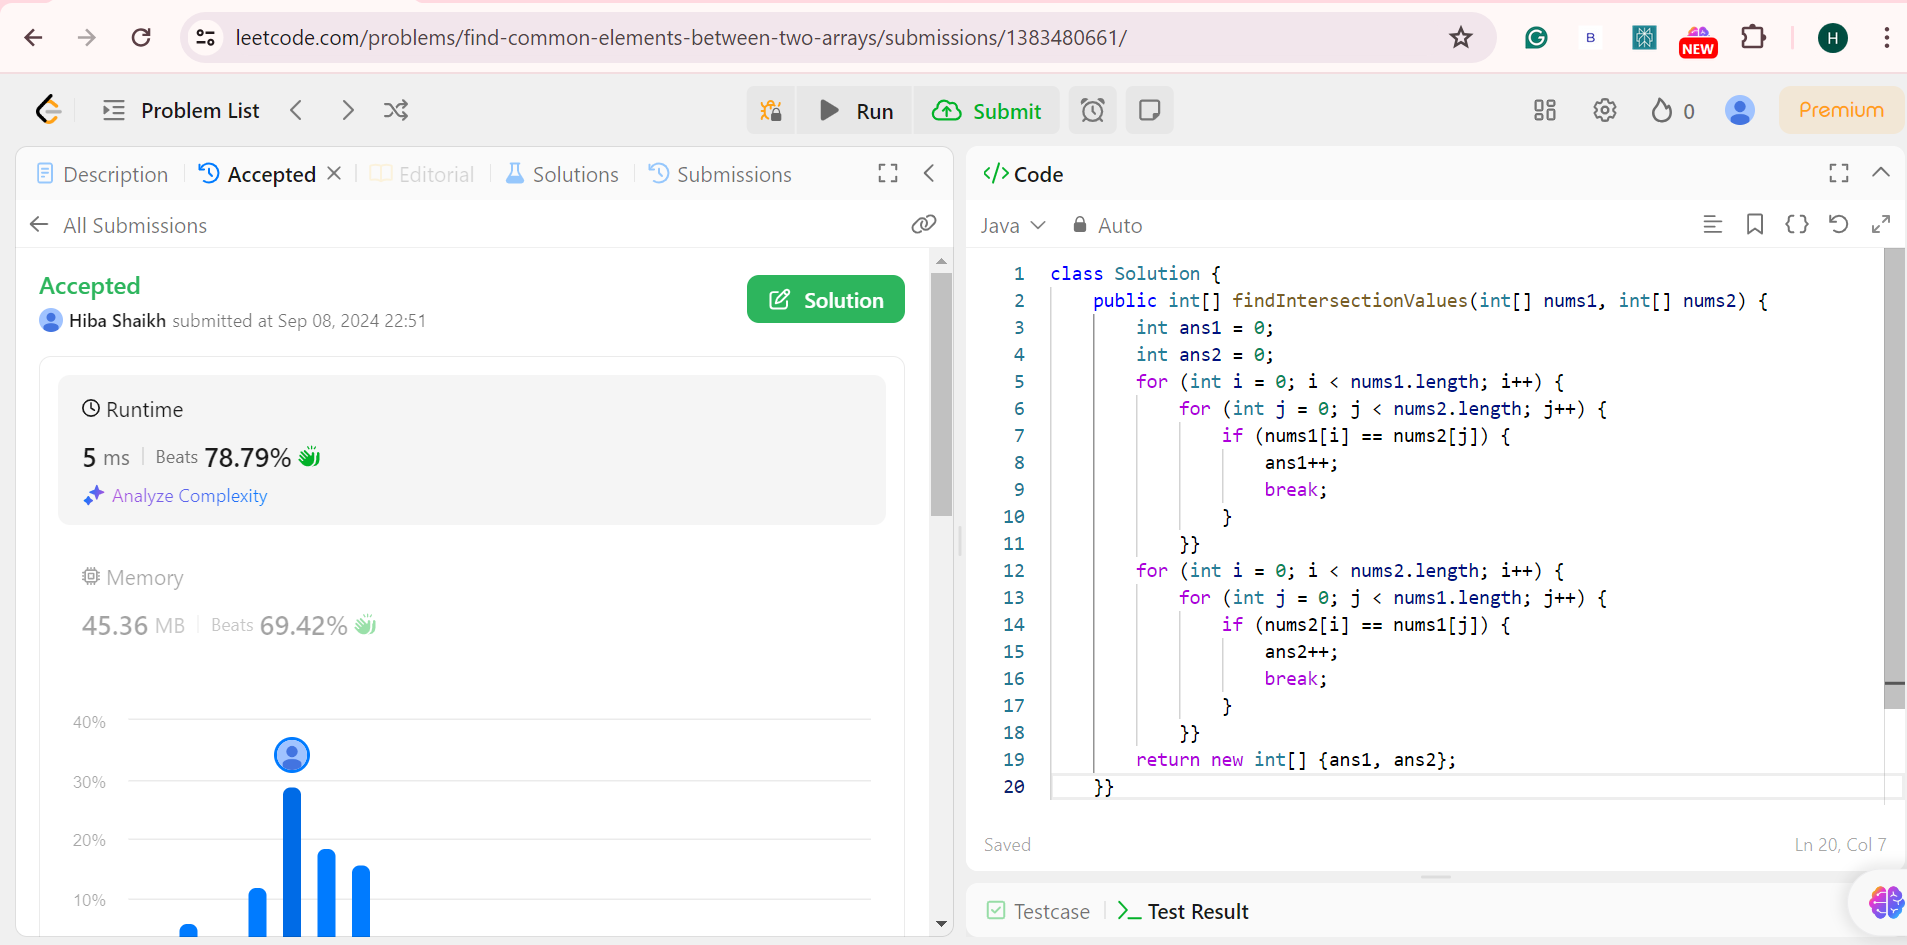 leetcode.com/problems/find-common-elements-between-two-arrays/submissions/1383480661/
B
NEW
H
Problem List
Run
Submit
0
Premium
Description
Accepted
Editorial
Solutions
Submissions
All Submissions
Accepted
Solution
Hiba Shaikh submitted at Sep 08, 2024 22:51
Runtime
5 ms Beats 78.79%
Analyze Complexity
Memory
45.36 MB Beats 69.42%
40%
30%
20%
10%
</> Code
Java
Auto
1 class Solution {
2     public int[] findIntersectionValues(int[] nums1, int[] nums2) {
3         int ans1 = 0;
4         int ans2 = 0;
5         for (int i = 0; i < nums1.length; i++) {
6             for (int j = 0; j < nums2.length; j++) {
7                 if (nums1[i] == nums2[j]) {
8                     ans1++;
9                     break;
10                 }
11             }}
12         for (int i = 0; i < nums2.length; i++) {
13             for (int j = 0; j < nums1.length; j++) {
14                 if (nums2[i] == nums1[j]) {
15                     ans2++;
16                     break;
17                 }
18             }}
19         return new int[] {ans1, ans2};
20     }}
Saved
Ln 20, Col 7
Testcase
Test Result